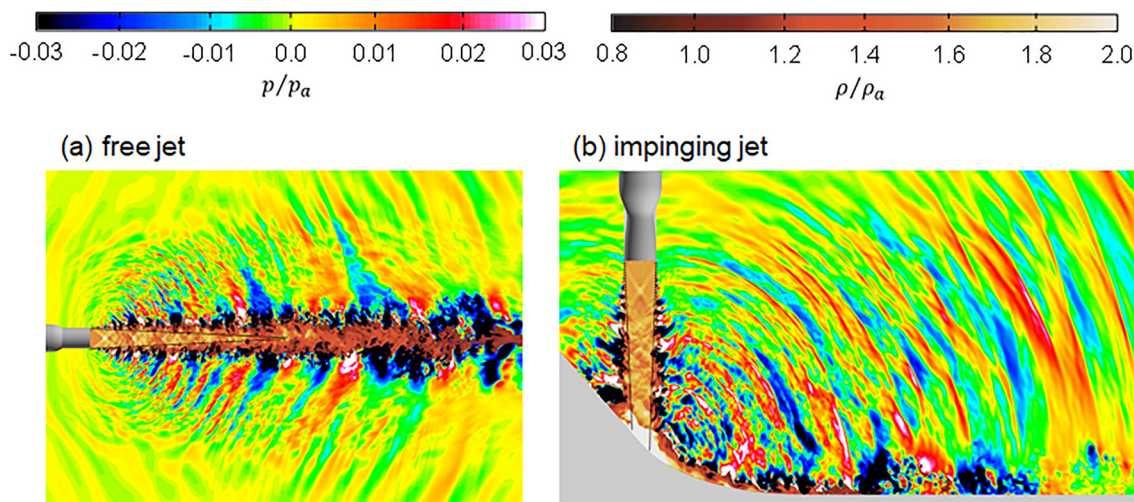 -0.03 -0.02 -0.01 0.0 0.01 0.02 0.03
p/pₐ
0.8 1.0 1.2 1.4 1.6 1.8 2.0
ρ/ρₐ
(a) free jet
(b) impinging jet